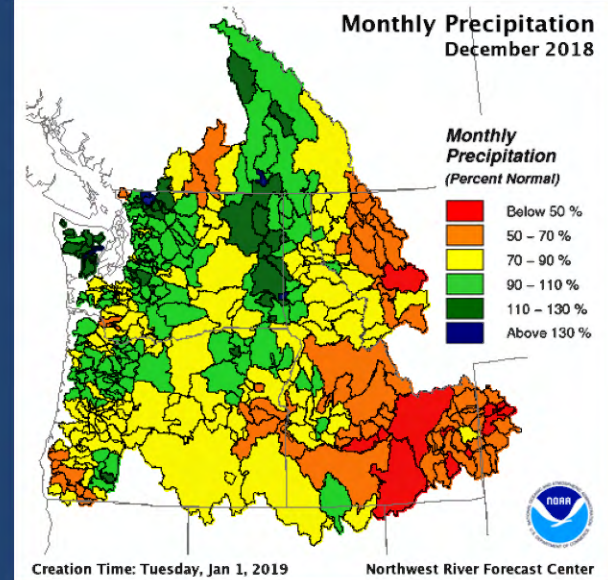 Monthly Precipitation
December 2018
Monthly
Precipitation
(Percent Normal)
Below 50 %
50 - 70 %
70 - 90 %
90 - 110 %
110 - 130 %
Above 130 %
NOAA
Creation Time: Tuesday, Jan 1, 2019
Northwest River Forecast Center